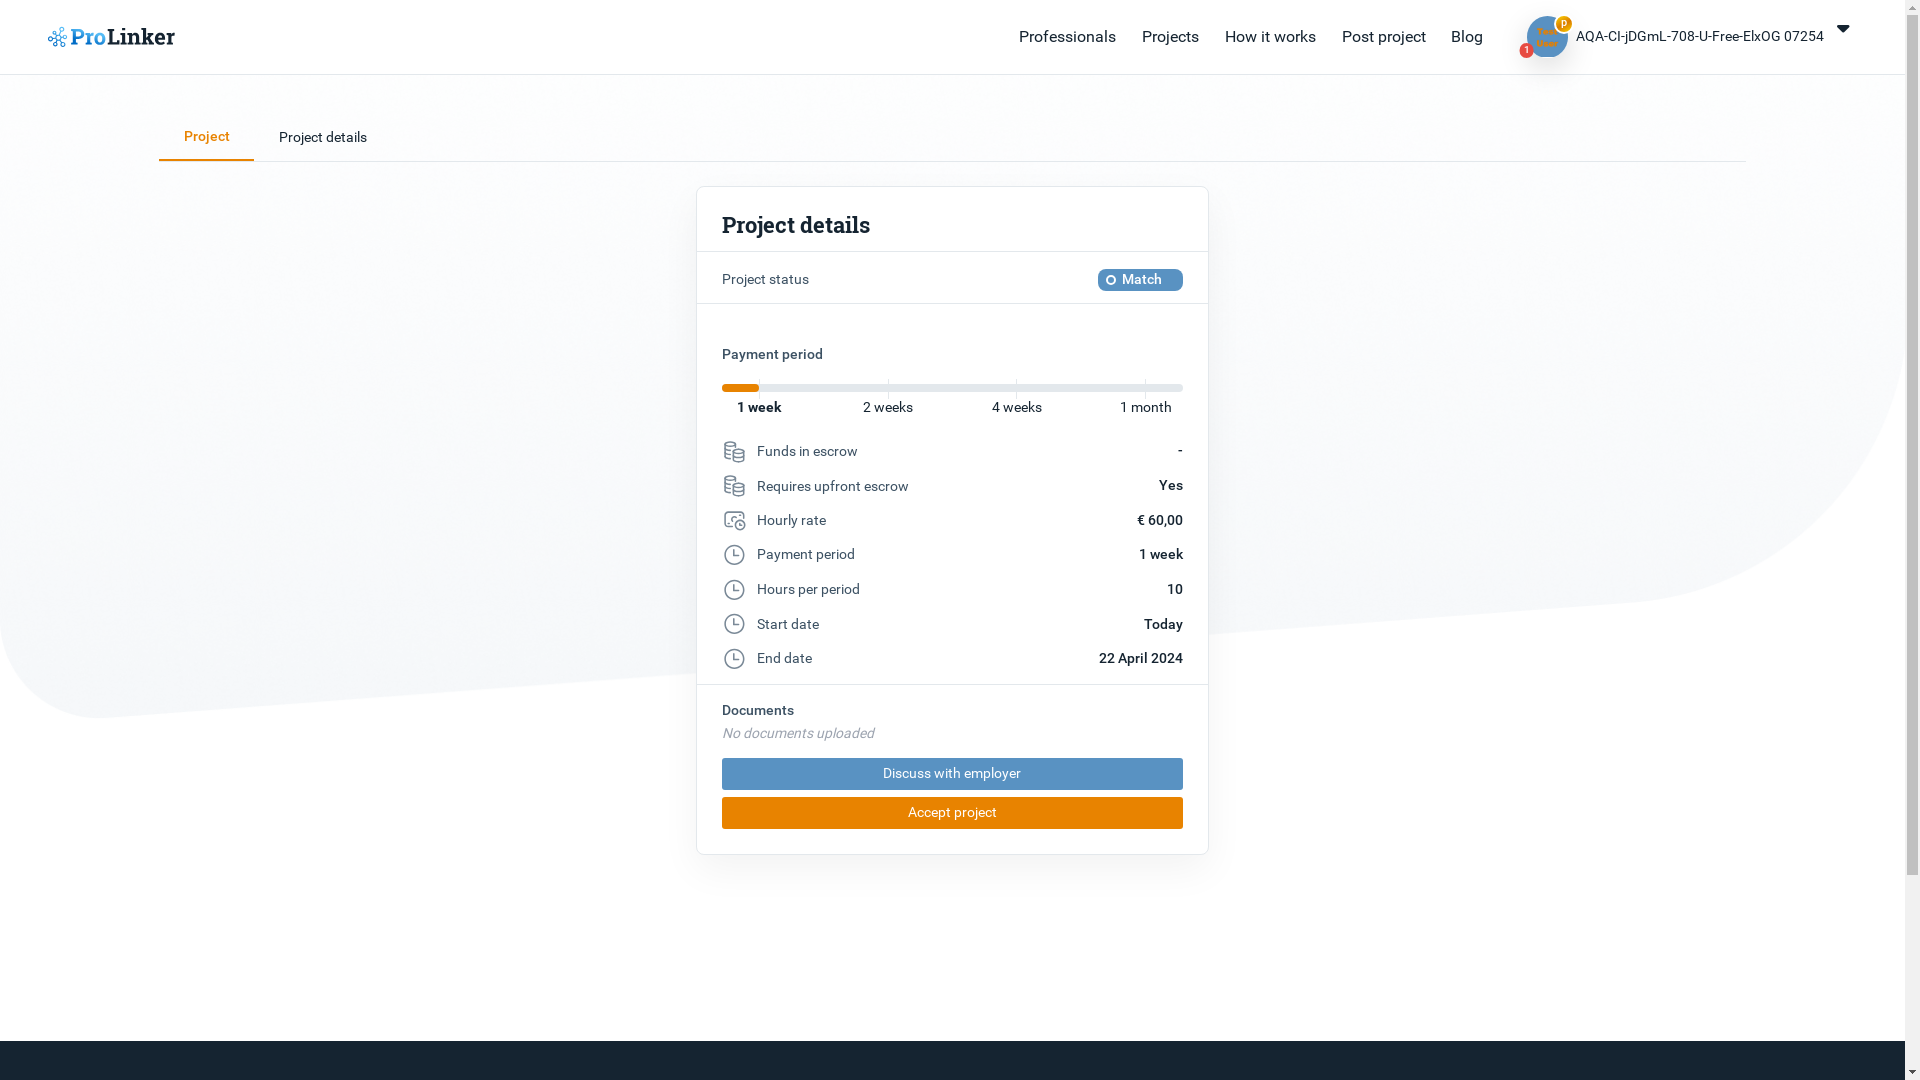 ProLinker
Professionals
Projects
How it works
Post project
Blog
p
1
AQA-CI-jDGmL-708-U-Free-ElxOG 07254
Project
Project details
Project details
Project status
Match
Payment period
1 week
2 weeks
4 weeks
1 month
Funds in escrow
-
Requires upfront escrow
Yes
Hourly rate
€ 60,00
Payment period
1 week
Hours per period
10
Start date
Today
End date
22 April 2024
Documents
No documents uploaded
Discuss with employer
Accept project